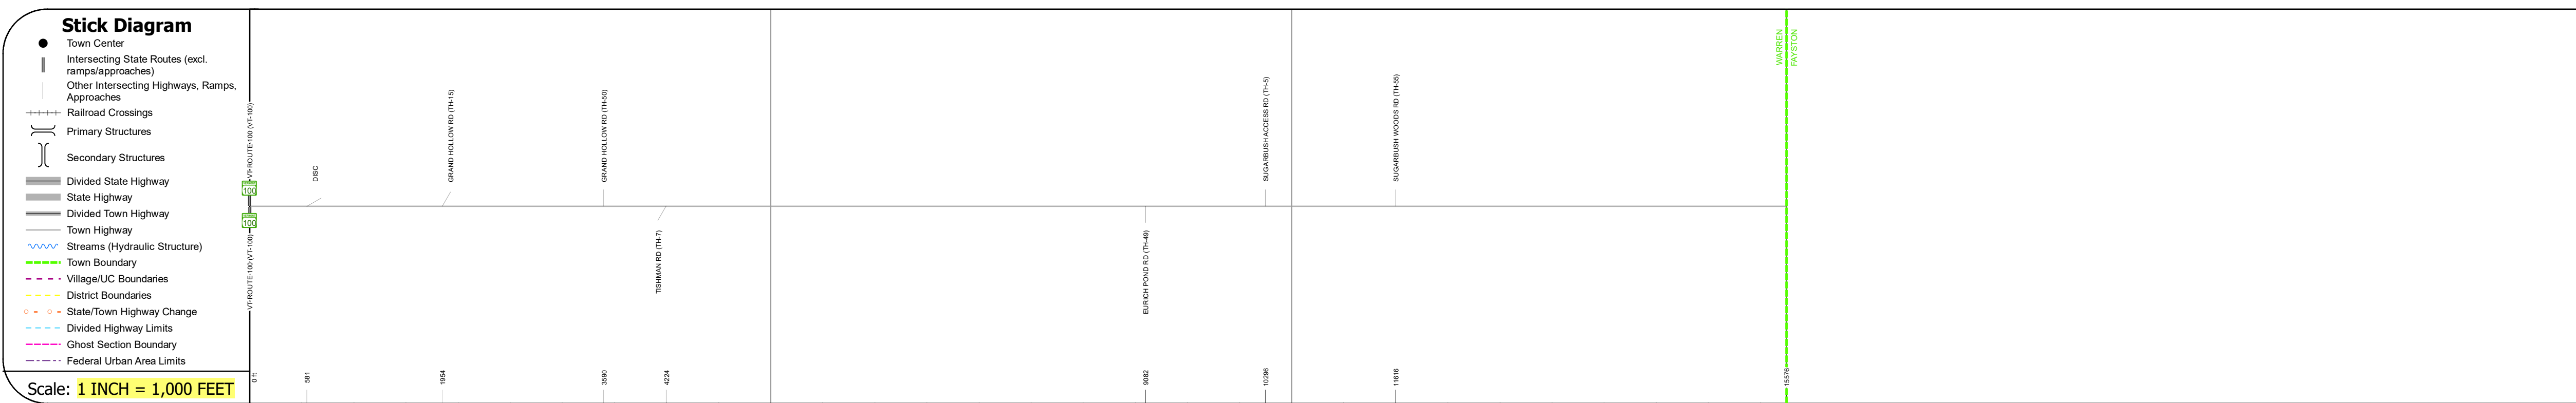 Stick Diagram
Town Center
Intersecting State Routes (excl.
ramps/approaches)
Other Intersecting Highways, Ramps,
Approaches
Railroad Crossings
Primary Structures
Secondary Structures
Divided State Highway
State Highway
Divided Town Highway
Town Highway
Streams (Hydraulic Structure)
Town Boundary
Village/UC Boundaries
District Boundaries
State/Town Highway Change
Divided Highway Limits
Ghost Section Boundary
Federal Urban Area Limits
Scale: 1 INCH = 1,000 FEET
VT-ROUTE-100 (VT-100)
100
100
VT-ROUTE-100 (VT-100)
DISC
GRAND HOLLOW RD (TH-15)
GRAND HOLLOW RD (TH-50)
TISHMAN RD (TH-7)
EURICH POND RD (TH-49)
SUGARBUSH ACCESS RD (TH-5)
SUGARBUSH WOODS RD (TH-55)
WARREN
FAYSTON
0 ft
581
1954
3590
4224
9082
10296
11616
15576